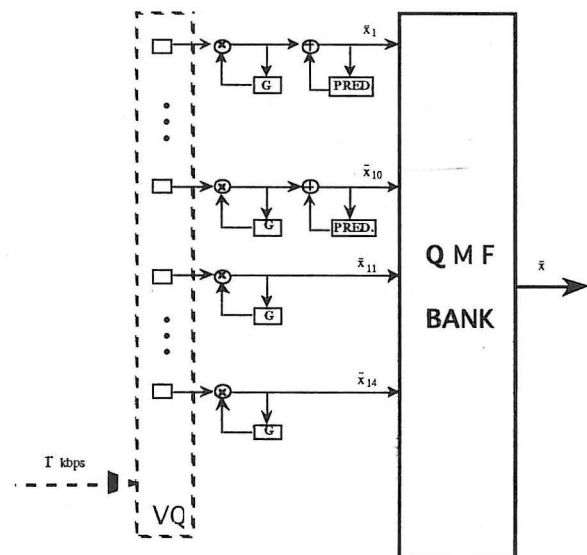 x̃1
G
PRED.
x̃10
G
PRED.
x̃11
G
x̃14
G
Q M F
BANK
x̃
r kbps
VQ